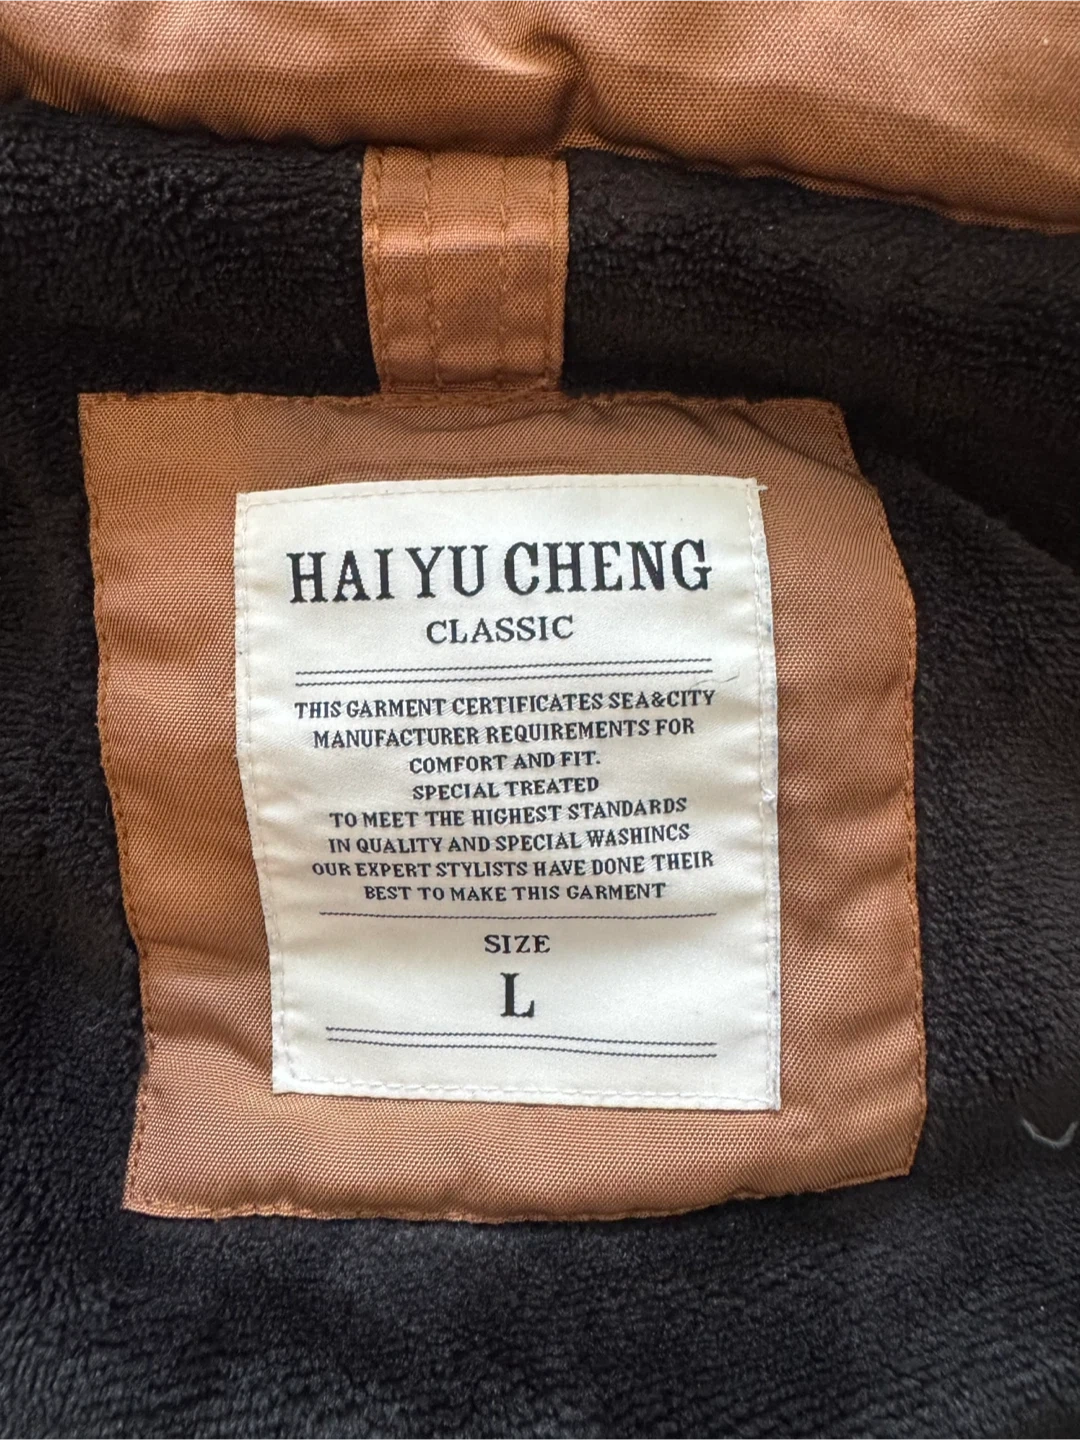 HAI YU CHENG
CLASSIC
THIS GARMENT CERTIFICATES SEA&CITY
MANUFACTURER REQUIREMENTS FOR
COMFORT AND FIT.
SPECIAL TREATED
TO MEET THE HIGHEST STANDARDS
IN QUALITY AND SPECIAL WASHINCS
OUR EXPERT STYLISTS HAVE DONE THEIR
BEST TO MAKE THIS GARMENT
SIZE
L